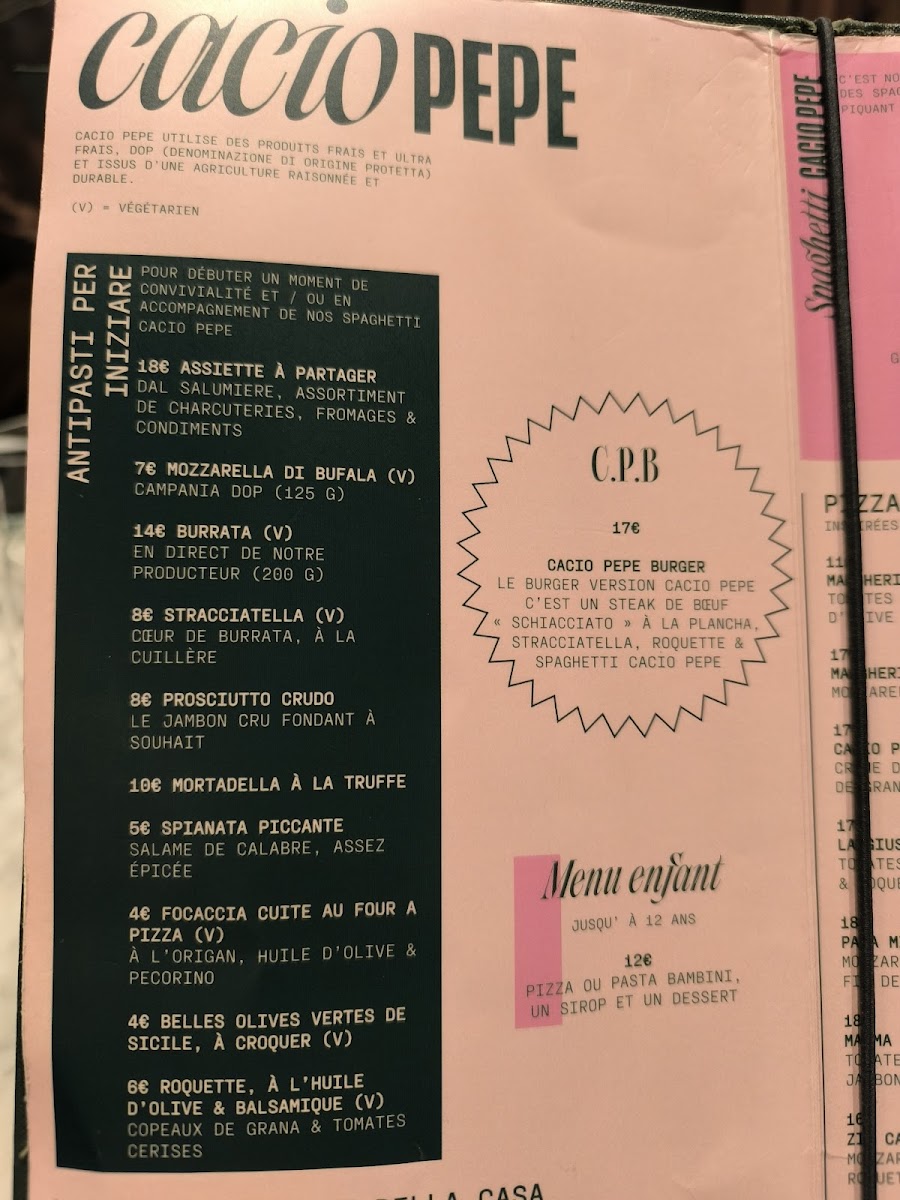 cacio PEPE
CACIO PEPE UTILISE DES PRODUITS FRAIS ET ULTRA
FRAIS, DOP (DENOMINAZIONE DI ORIGINE PROTETTA)
ET ISSUS D'UNE AGRICULTURE RAISONNÉE ET
DURABLE.
(V) = VÉGÉTARIEN
ANTIPASTI PER
INIZIARE
POUR DÉBUTER UN MOMENT DE
CONVIVIALITÉ ET / OU EN
ACCOMPAGNEMENT DE NOS SPAGHETTI
CACIO PEPE
18€ ASSIETTE À PARTAGER
DAL SALUMIERE, ASSORTIMENT
DE CHARCUTERIES, FROMAGES &
CONDIMENTS
7€ MOZZARELLA DI BUFALA (V)
CAMPANIA DOP (125 G)
14€ BURRATA (V)
EN DIRECT DE NOTRE
PRODUCTEUR (200 G)
8€ STRACCIATELLA (V)
CŒUR DE BURRATA, À LA
CUILLÈRE
8€ PROSCIUTTO CRUDO
LE JAMBON CRU FONDANT À
SOUHAIT
10€ MORTADELLA À LA TRUFFE
5€ SPIANATA PICCANTE
SALAME DE CALABRE, ASSEZ
ÉPICÉE
4€ FOCACCIA CUITE AU FOUR A
PIZZA (V)
À L'ORIGAN, HUILE D'OLIVE &
PECORINO
4€ BELLES OLIVES VERTES DE
SICILE, À CROQUER (V)
6€ ROQUETTE, À L'HUILE
D'OLIVE & BALSAMIQUE (V)
COPEAUX DE GRANA & TOMATES
CERISES
DELLA CASA
C.P.B
17€
CACIO PEPE BURGER
LE BURGER VERSION CACIO PEPE
C'EST UN STEAK DE BŒUF
« SCHIACCIATO » À LA PLANCHA,
STRACCIATELLA, ROQUETTE &
SPAGHETTI CACIO PEPE
Menu enfant
JUSQU' À 12 ANS
12€
PIZZA OU PASTA BAMBINI,
UN SIROP ET UN DESSERT
Spaghetti CACIO PEPE
C'EST
PIQUANT